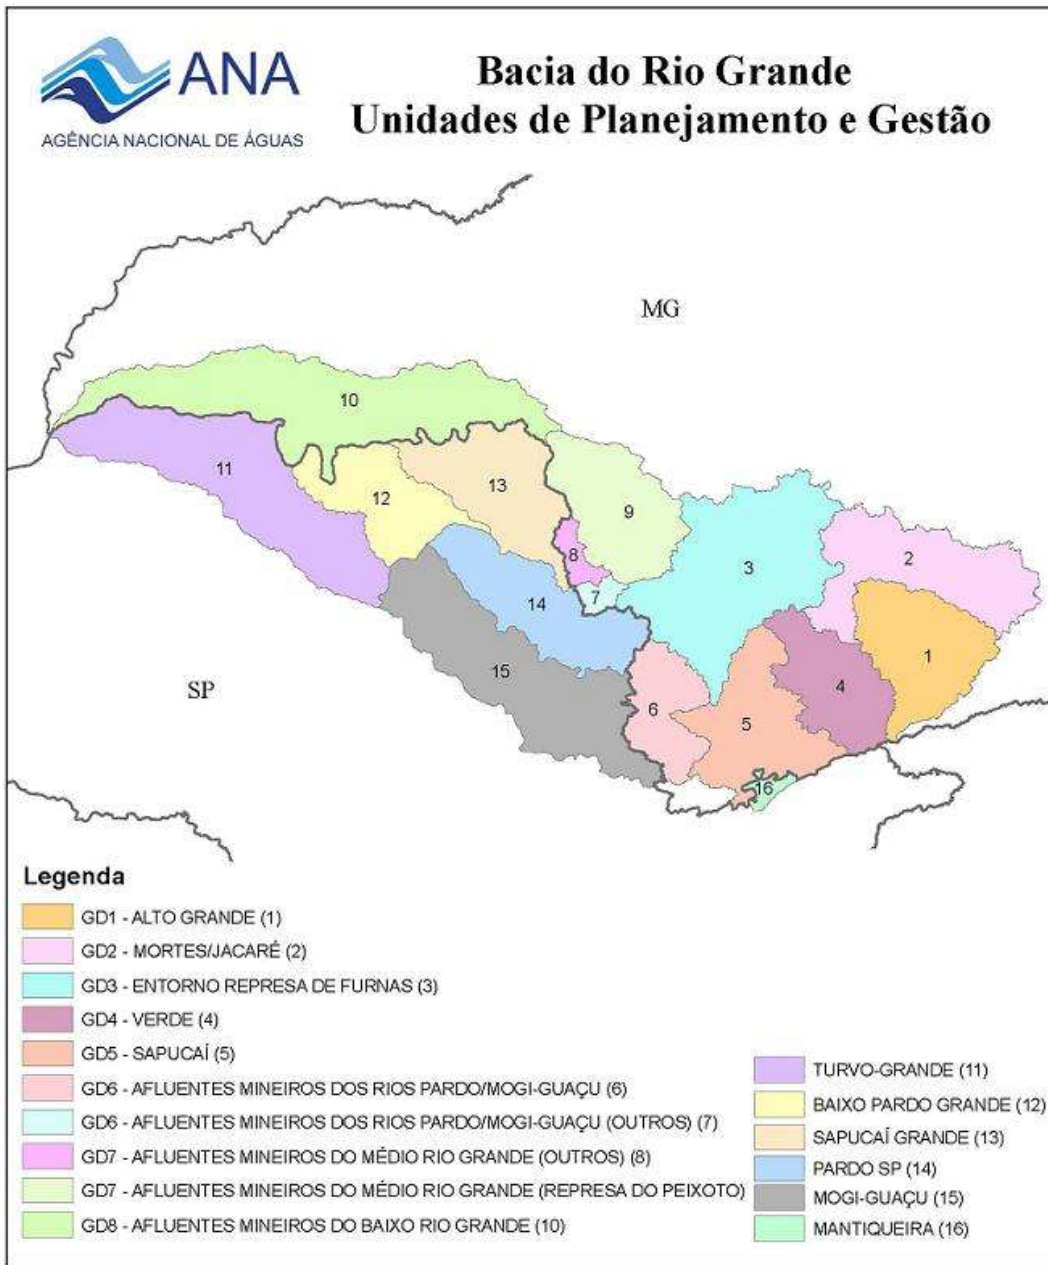 ANA
AGÊNCIA NACIONAL DE ÁGUAS
Bacia do Rio Grande
Unidades de Planejamento e Gestão
MG
10
11
12
13
9
8
7
14
3
2
1
4
15
SP
6
5
16
Legenda
GD1 - ALTO GRANDE (1)
GD2 - MORTES/JACARÉ (2)
GD3 - ENTORNO REPRESA DE FURNAS (3)
GD4 - VERDE (4)
GD5 - SAPUCAÍ (5)
GD6 - AFLUENTES MINEIROS DOS RIOS PARDO/MOGI-GUAÇU (6)
GD6 - AFLUENTES MINEIROS DOS RIOS PARDO/MOGI-GUAÇU (OUTROS) (7)
GD7 - AFLUENTES MINEIROS DO MÉDIO RIO GRANDE (OUTROS) (8)
GD7 - AFLUENTES MINEIROS DO MÉDIO RIO GRANDE (REPRESA DO PEIXOTO)
GD8 - AFLUENTES MINEIROS DO BAIXO RIO GRANDE (10)
TURVO-GRANDE (11)
BAIXO PARDO GRANDE (12)
SAPUCAÍ GRANDE (13)
PARDO SP (14)
MOGI-GUAÇU (15)
MANTIQUEIRA (16)